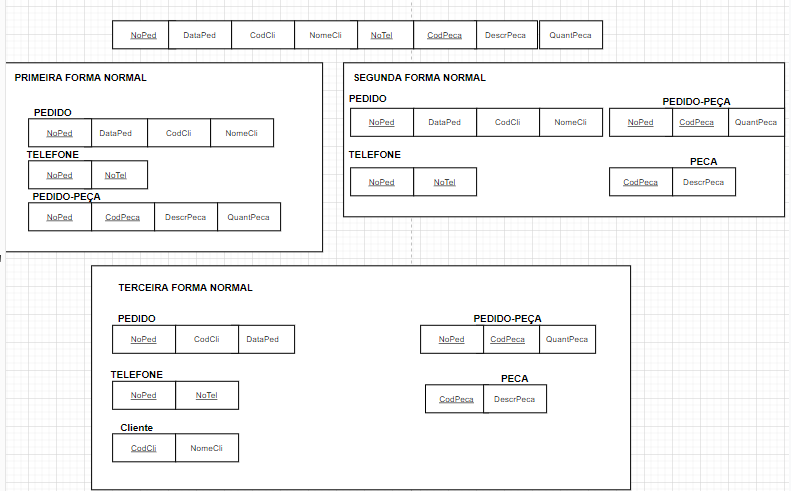 NoPed DataPed CodCli NomeCli NoTel CodPeca DescrPeca QuantPeca
PRIMEIRA FORMA NORMAL
PEDIDO
NoPed DataPed CodCli NomeCli
TELEFONE
NoPed NoTel
PEDIDO-PEÇA
NoPed CodPeca DescrPeca QuantPeca
SEGUNDA FORMA NORMAL
PEDIDO
NoPed DataPed CodCli NomeCli
PEDIDO-PEÇA
NoPed CodPeca QuantPeca
TELEFONE
NoPed NoTel
PECA
CodPeca DescrPeca
TERCEIRA FORMA NORMAL
PEDIDO
NoPed CodCli DataPed
PEDIDO-PEÇA
NoPed CodPeca QuantPeca
TELEFONE
NoPed NoTel
PECA
CodPeca DescrPeca
Cliente
CodCli NomeCli